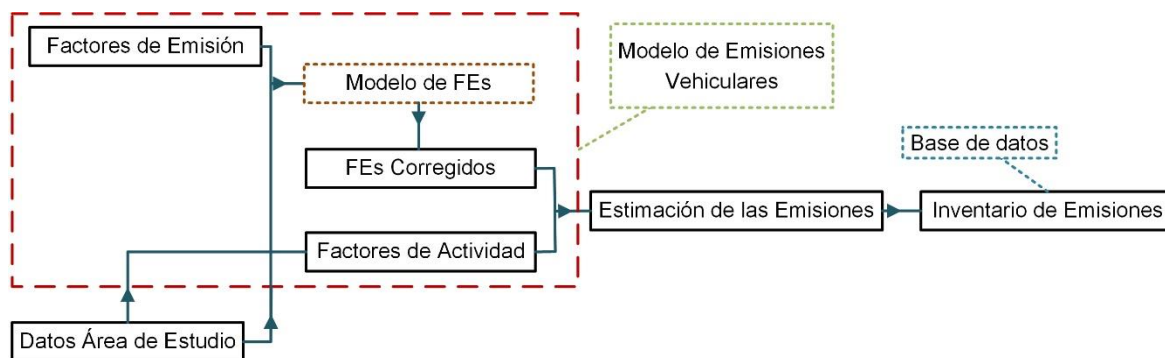 Factores de Emisión
Modelo de Emisiones
Vehiculares
Modelo de FEs
Base de datos
FEs Corregidos
Estimación de las Emisiones
Inventario de Emisiones
Factores de Actividad
Datos Área de Estudio